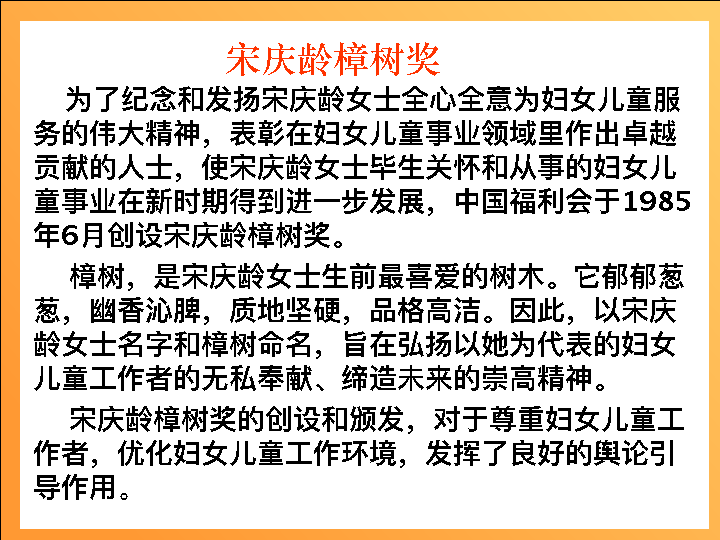 宋庆龄樟树奖
为了纪念和发扬宋庆龄女士全心全意为妇女儿童服
务的伟大精神，表彰在妇女儿童事业领域里作出卓越
贡献的人士，使宋庆龄女士毕生关怀和从事的妇女儿
童事业在新时期得到进一步发展，中国福利会于1985
年6月创设宋庆龄樟树奖。
樟树，是宋庆龄女士生前最喜爱的树木。它郁郁葱
葱，幽香沁脾，质地坚硬，品格高洁。因此，以宋庆
龄女士名字和樟树命名，旨在弘扬以她为代表的妇女
儿童工作者的无私奉献、缔造未来的崇高精神。
宋庆龄樟树奖的创设和颁发，对于尊重妇女儿童工
作者，优化妇女儿童工作环境，发挥了良好的舆论引
导作用。